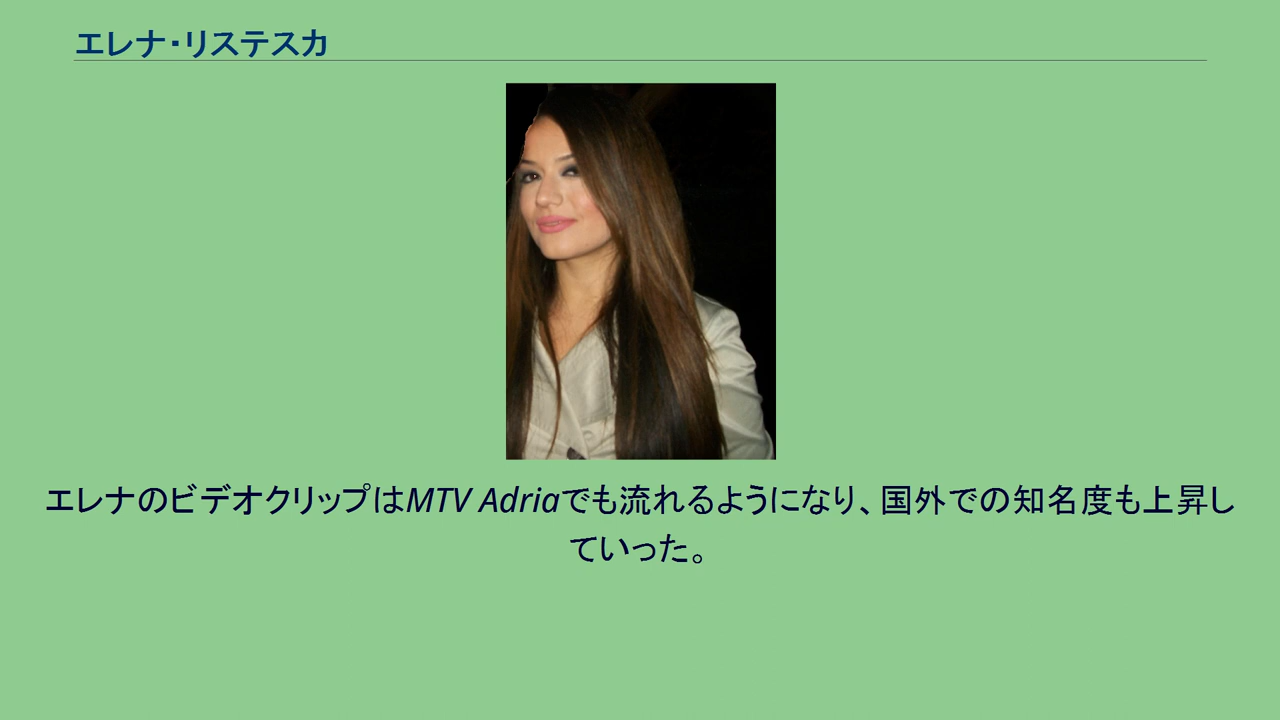 エレナ・リステスカ
エレナのビデオクリップはMTV Adriaでも流れるようになり、国外での知名度も上昇し
ていった。